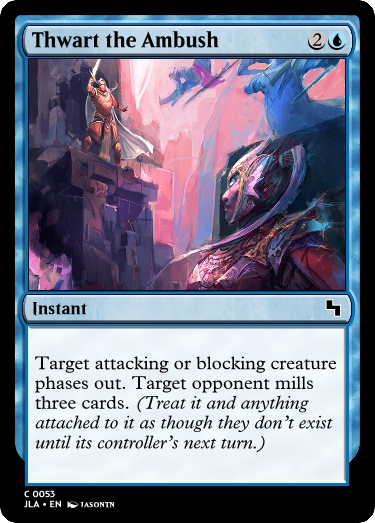 Thwart the Ambush 2
Instant
Target attacking or blocking creature
phases out. Target opponent mills
three cards. (Treat it and anything
attached to it as though they don't exist
until its controller's next turn.)
C 0053
JLA • EN JASONTN